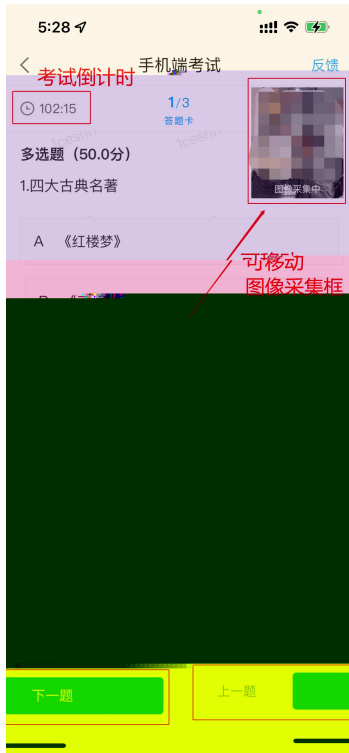 5:28
手机端考试
反馈
考试倒计时
102:15
1/3
答题卡
图像采集中
多选题（50.0分）
1.四大古典名著
A 《红楼梦》
可移动
图像采集框
下一题
上一题